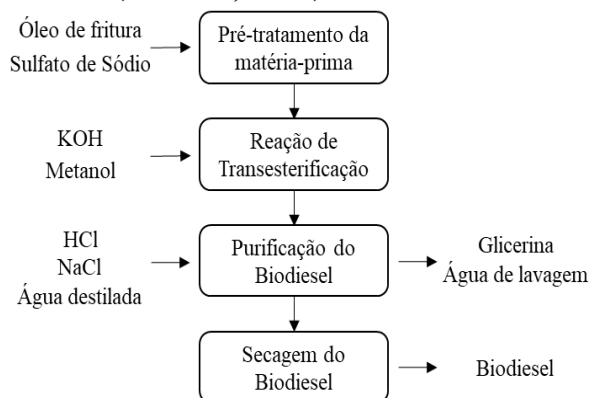 Óleo de fritura
Sulfato de Sódio
Pré-tratamento da
matéria-prima
KOH
Metanol
Reação de
Transesterificação
HCl
NaCl
Água destilada
Purificação do
Biodiesel
Glicerina
Água de lavagem
Secagem do
Biodiesel
Biodiesel